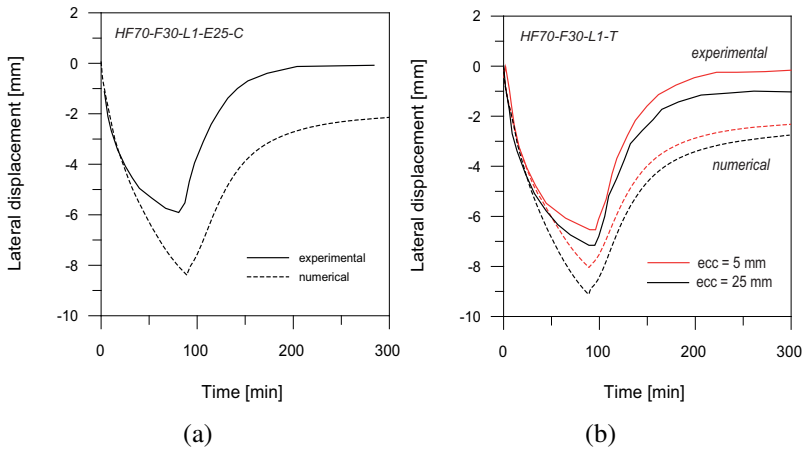 HF70-F30-L1-E25-C
Lateral displacement [mm]
2
0
-2
-4
-6
-8
-10
experimental
numerical
0
100
200
300
Time [min]
(a)
HF70-F30-L1-T
experimental
Lateral displacement [mm]
2
0
-2
-4
-6
-8
-10
numerical
ecc = 5 mm
ecc = 25 mm
0
100
200
300
Time [min]
(b)